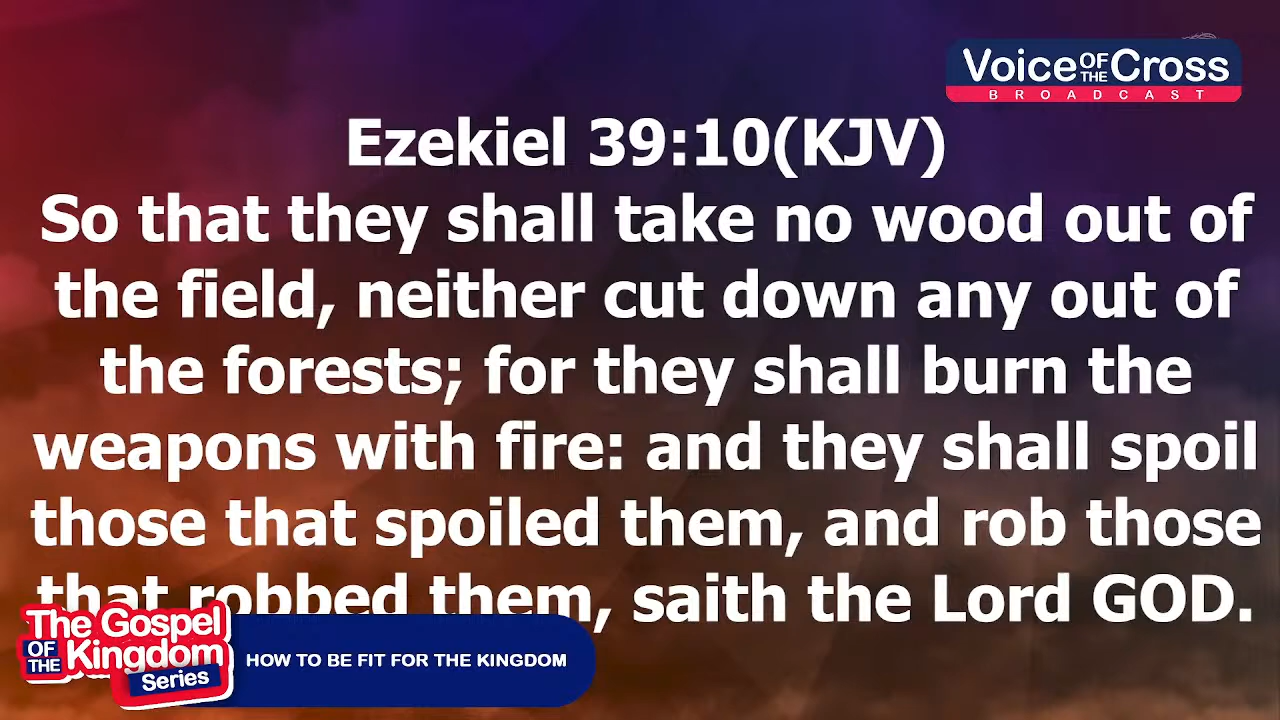 Voice OF THE Cross
BROADCAST
Ezekiel 39:10(KJV)
So that they shall take no wood out of
the field, neither cut down any out of
the forests; for they shall burn the
weapons with fire: and they shall spoil
those that spoiled them, and rob those
that robbed them, saith the Lord GOD.
The Gospel
OF THE Kingdom
Series
HOW TO BE FIT FOR THE KINGDOM